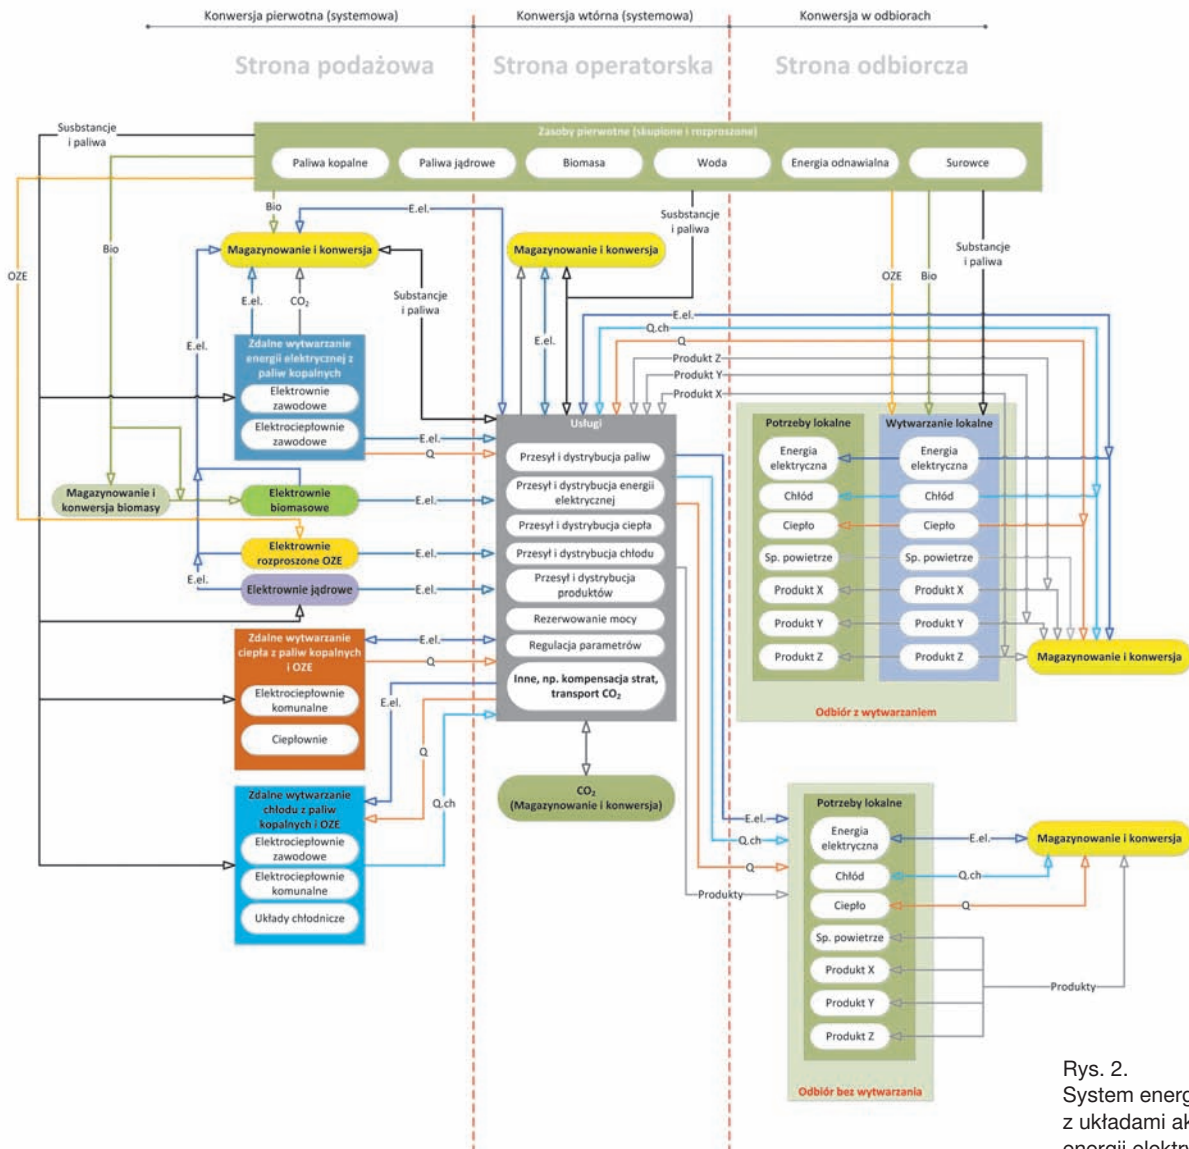 Konwersja pierwotna (systemowa)
Konwersja wtórna (systemowa)
Konwersja w odbiorach
Strona podażowa
Strona operatorska
Strona odbiorcza
Susbstancje
i paliwa
Zasoby pierwotne (skupione i rozproszone)
Paliwa kopalne
Paliwa jądrowe
Biomasa
Woda
Energia odnawialna
Surowce
OZE
Bio
Bio
E.el.
Susbstancje
i paliwa
OZE
Bio
Substancje
i paliwa
Magazynowanie i konwersja
Magazynowanie i konwersja
E.el.
CO₂
Substancje
i paliwa
E.el.
E.el.
E.el.
Q.ch
Q
Produkt Z
Produkt Y
Produkt X
Zdalne wytwarzanie
energii elektrycznej z
paliw kopalnych
Elektrownie
zawodowe
Elektrociepłownie
zawodowe
E.el.
Q
Magazynowanie i
konwersja biomasy
Elektrownie
biomasowe
E.el.
Elektrownie
rozproszone OZE
E.el.
E.el.
Elektrownie jądrowe
E.el.
Zdalne wytwarzanie
ciepła z paliw kopalnych
i OZE
Elektrociepłownie
komunalne
Ciepłownie
E.el.
Q
E.el.
Q
Q.ch
Zdalne wytwarzanie
chłodu z paliw
kopalnych i OZE
Elektrociepłownie
zawodowe
Elektrociepłownie
komunalne
Układy chłodnicze
Usługi
Przesył i dystrybucja paliw
Przesył i dystrybucja energii
elektrycznej
Przesył i dystrybucja ciepła
Przesył i dystrybucja chłodu
Przesył i dystrybucja
produktów
Rezerwowanie mocy
Regulacja parametrów
Inne, np. kompensacja strat,
transport CO₂
CO₂
(Magazynowanie i konwersja)
Potrzeby lokalne
Energia
elektryczna
Chłód
Ciepło
Sp. powietrze
Produkt X
Produkt Y
Produkt Z
Wytwarzanie lokalne
Energia
elektryczna
Chłód
Ciepło
Sp. powietrze
Produkt X
Produkt Y
Produkt Z
Magazynowanie i konwersja
Odbiór z wytwarzaniem
E.el.
Q.ch
Q
Produkty
Potrzeby lokalne
Energia
elektryczna
Chłód
Ciepło
Sp. powietrze
Produkt X
Produkt Y
Produkt Z
Odbiór bez wytwarzania
E.el.
Q.ch
Q
Produkty
Magazynowanie i konwersja
Rys. 2.
System energ
z układami ak